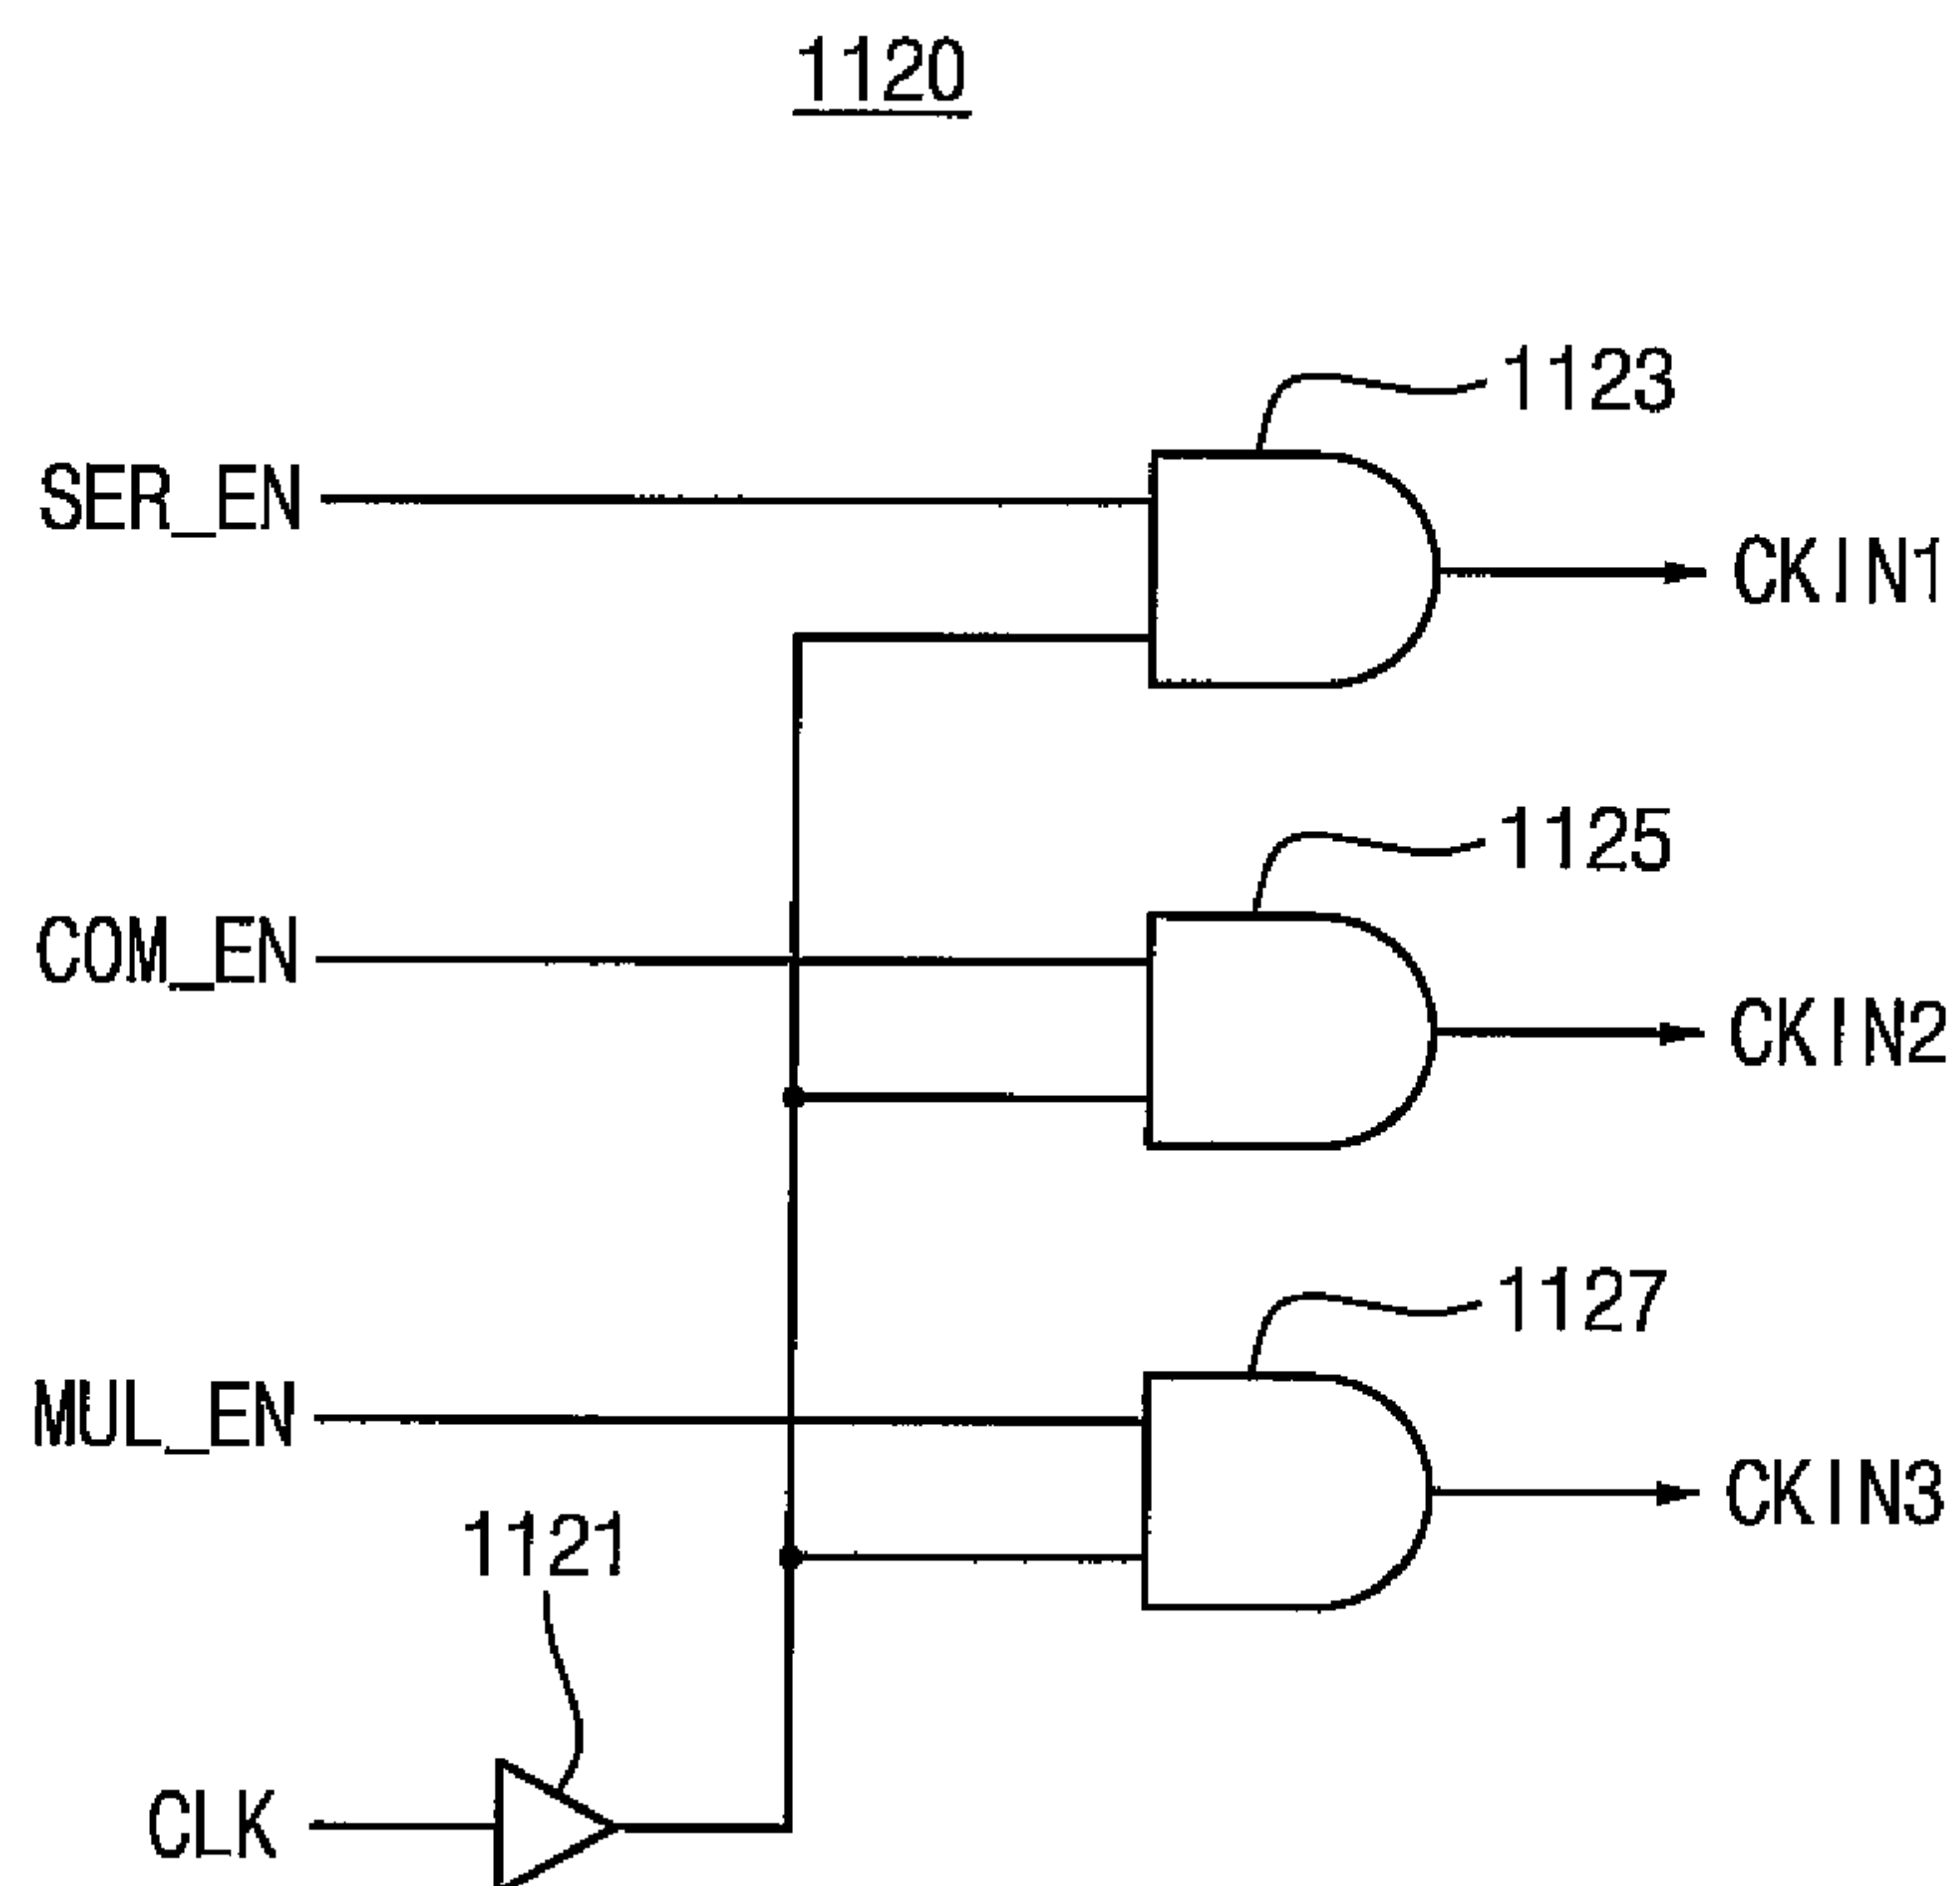 1120
1123
SER_EN
CKIN1
1125
COM_EN
CKIN2
1127
MUL_EN
CKIN3
1121
CLK